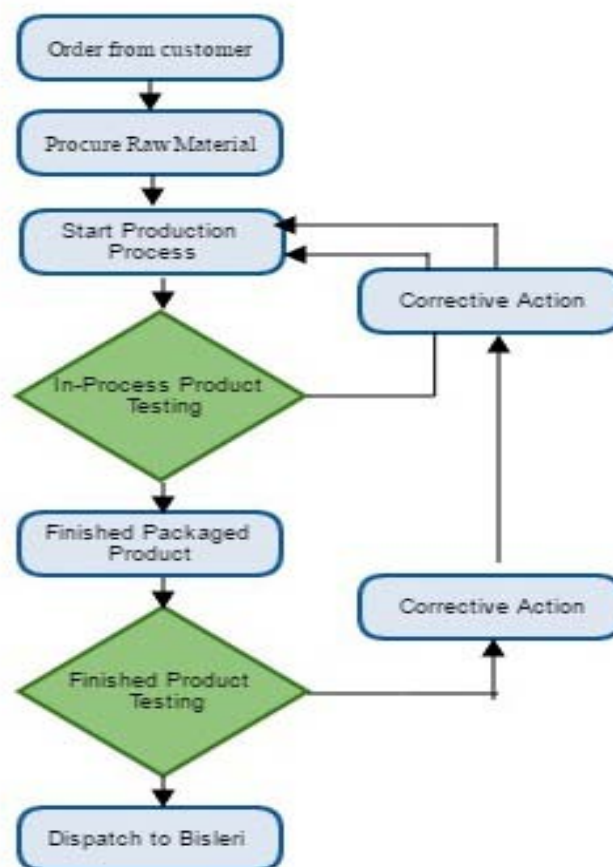 Order from customer
Procure Raw Material
Start Production
Process
Corrective Action
In-Process Product
Testing
Finished Packaged
Product
Corrective Action
Finished Product
Testing
Dispatch to Bisleri